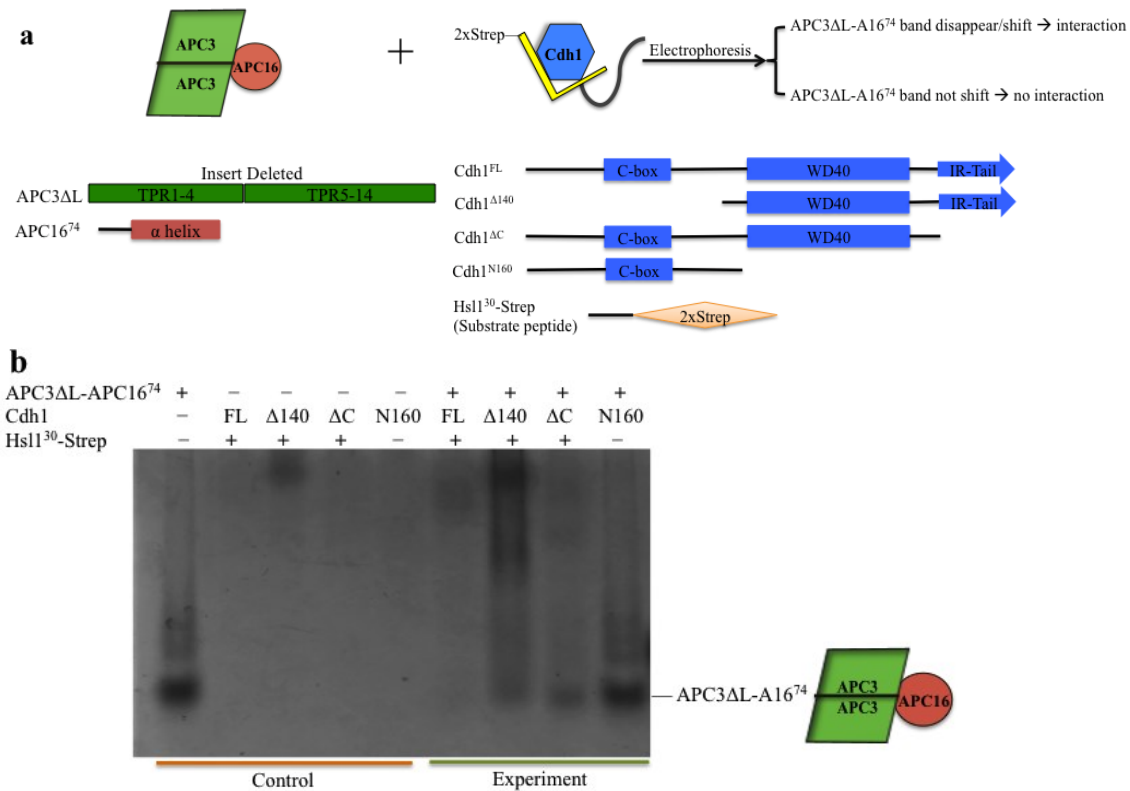 a
APC3
APC3
APC16
+
2xStrep
Cdh1
Electrophoresis
APC3ΔL-A16⁷⁴ band disappear/shift → interaction
APC3ΔL-A16⁷⁴ band not shift → no interaction
Insert Deleted
APC3ΔL TPR1-4 TPR5-14
APC16⁷⁴ α helix
Cdh1ᶠᴸ C-box WD40 IR-Tail
Cdh1^Δ140 WD40 IR-Tail
Cdh1^ΔC C-box WD40
Cdh1^N160 C-box
Hsl1³⁰-Strep
(Substrate peptide)
2xStrep
b
APC3ΔL-APC16⁷⁴ + – – – – + + + +
Cdh1 – FL Δ140 ΔC N160 FL Δ140 ΔC N160
Hsl1³⁰-Strep – + + + – + + + –
APC3ΔL-A16⁷⁴
APC3
APC3
APC16
Control
Experiment